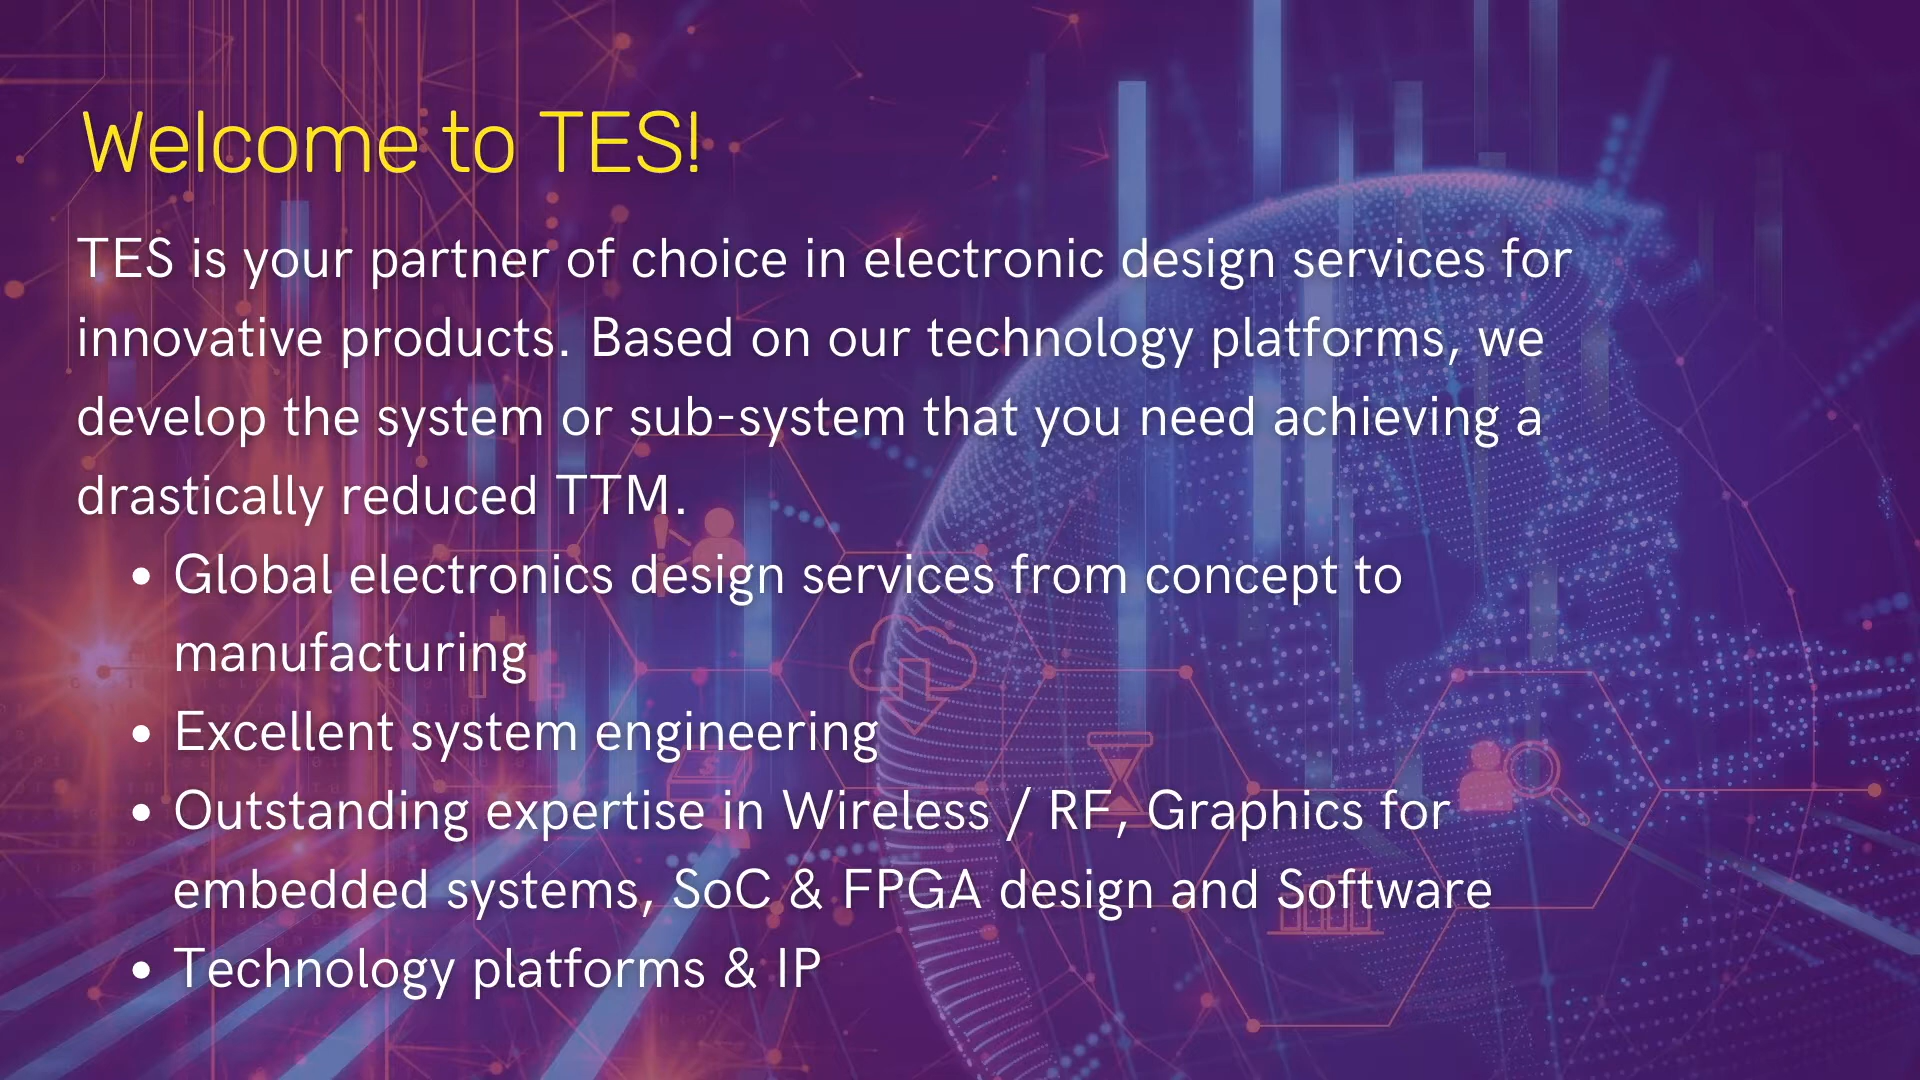 Welcome to TES!
TES is your partner of choice in electronic design services for
innovative products. Based on our technology platforms, we
develop the system or sub-system that you need achieving a
drastically reduced TTM.
• Global electronics design services from concept to
manufacturing
• Excellent system engineering
• Outstanding expertise in Wireless / RF, Graphics for
embedded systems, SoC & FPGA design and Software
• Technology platforms & IP